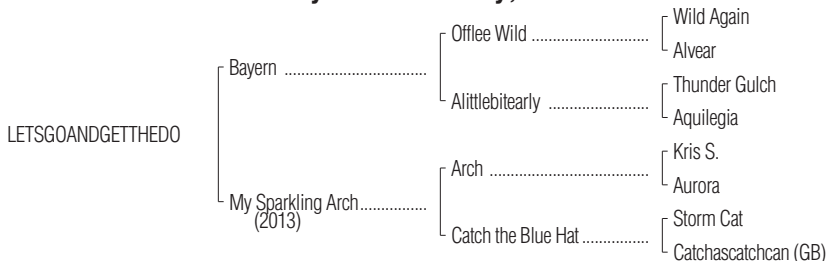 Wild Again
Offlee Wild ..............................
Alvear
Bayern ....................................
Thunder Gulch
Alittlebitearly ..........................
Aquilegia
LETSGOANDGETTHEDO
Kris S.
Arch ..........................................
Aurora
My Sparkling Arch.................
(2013)
Storm Cat
Catch the Blue Hat.................
Catchascatchcan (GB)